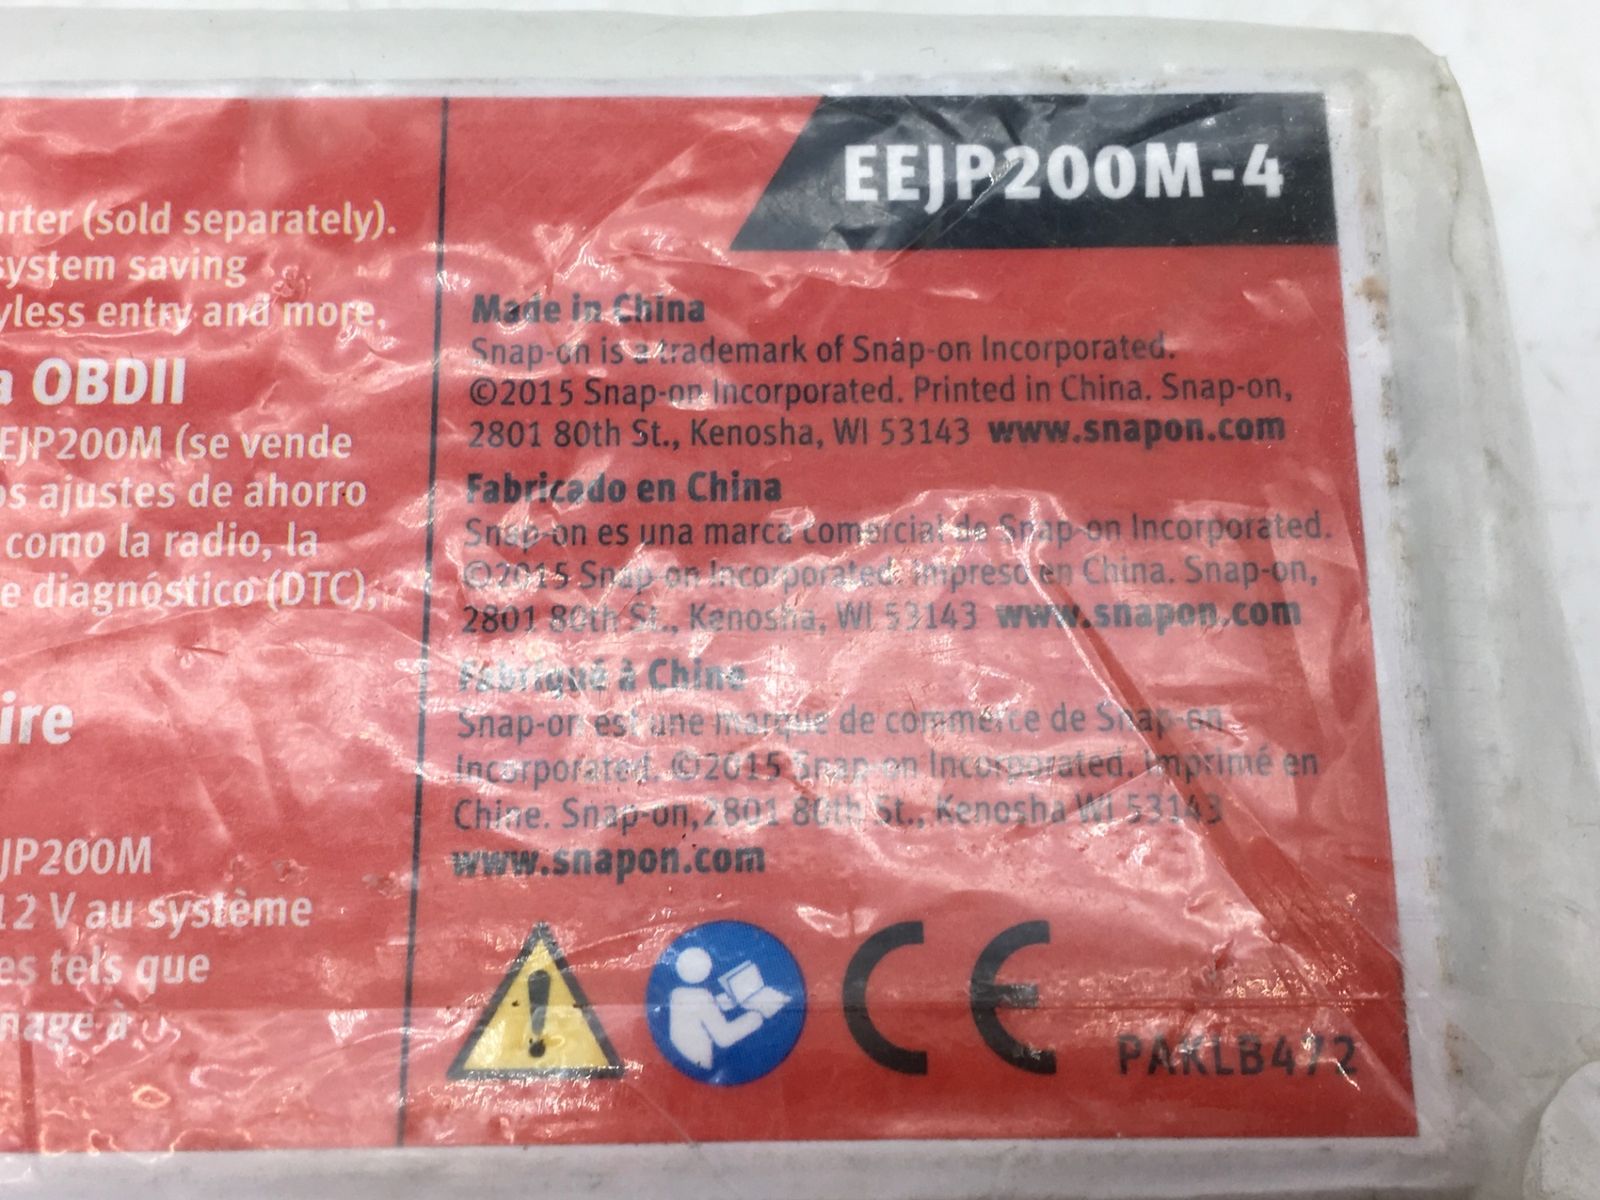 EEJP200M-4
arter (sold separately).
system saving
yless entry and more,
a OBDII
EJP200M (se vende
os ajustes de ahorro
como la radio, la
e diagnóstico (DTC),
ire
JP200M
12 V au système
es tels que
nage à
Made in China
Snap-on is a trademark of Snap-on Incorporated.
©2015 Snap-on Incorporated. Printed in China. Snap-on,
2801 80th St., Kenosha, WI 53143 www.snapon.com
Fabricado en China
Snap-on es una marca comercial de Snap-on Incorporated.
©2015 Snap-on Incorporated. Impreso en China. Snap-on,
2801 80th St., Kenosha, WI 53143 www.snapon.com
Fabriqué à Chine
Snap-on est une marque de commerce de Snap-on
Incorporated. ©2015 Snap-on Incorporated. Imprimé en
Chine. Snap-on,2801 80th St., Kenosha WI 53143
www.snapon.com
CE
PAKLB472